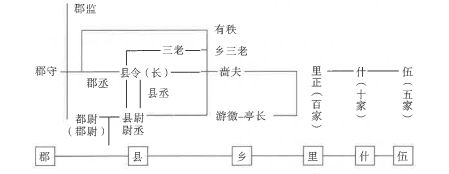 郡监
有秩
三老
乡三老
郡守
县令（长）
啬夫
里正（百家）
什（十家）
伍（五家）
郡丞
县丞
都尉（郡尉）
县尉
尉丞
游徼
亭长
郡
县
乡
里
什
伍